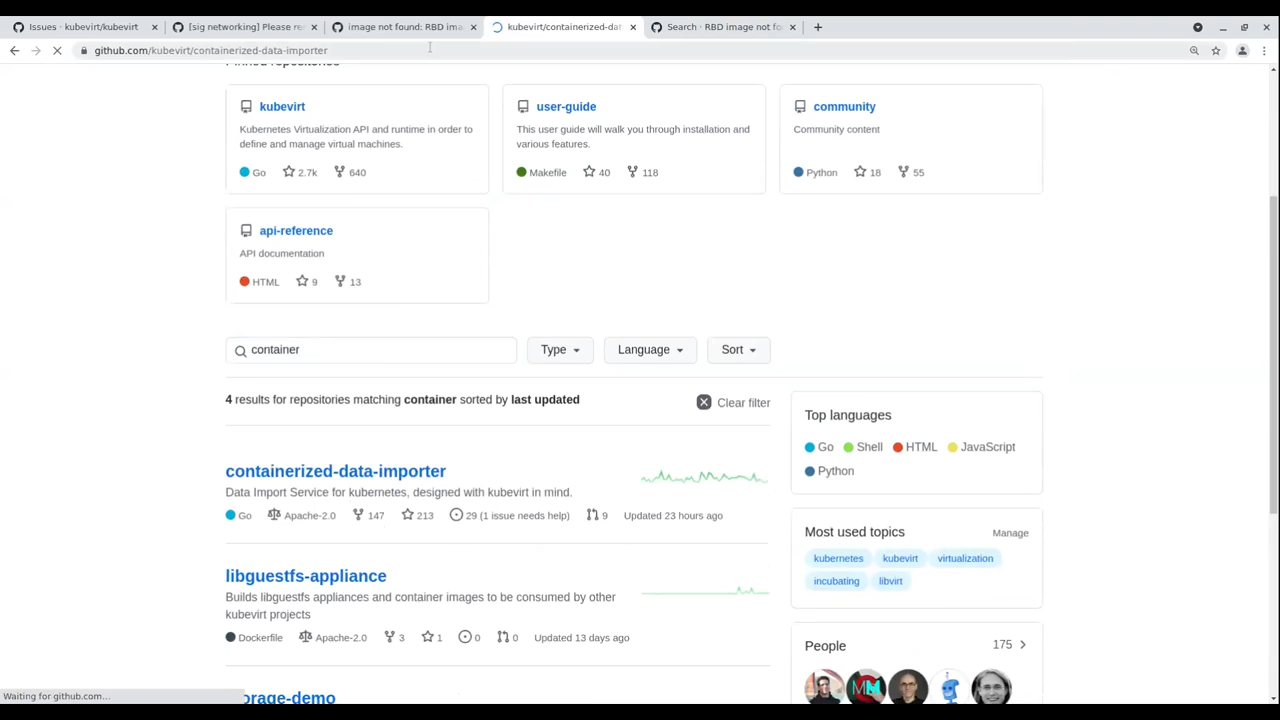 Issues · kubevirt/kubevirt
[sig networking] Please re
image not found: RBD ima
kubevirt/containerized-dat
Search · RBD image not fo
github.com/kubevirt/containerized-data-importer
Pinned repositories
kubevirt
Kubernetes Virtualization API and runtime in order to
define and manage virtual machines.
Go 2.7k 640
user-guide
This user guide will walk you through installation and
various features.
Makefile 40 118
community
Community content
Python 18 55
api-reference
API documentation
HTML 9 13
container
Type
Language
Sort
4 results for repositories matching container sorted by last updated
Clear filter
containerized-data-importer
Data Import Service for kubernetes, designed with kubevirt in mind.
Go Apache-2.0 147 213 29 (1 issue needs help) 9 Updated 23 hours ago
libguestfs-appliance
Builds libguestfs appliances and container images to be consumed by other
kubevirt projects
Dockerfile Apache-2.0 3 1 0 0 Updated 13 days ago
orage-demo
Top languages
Go Shell HTML JavaScript
Python
Most used topics
Manage
kubernetes kubevirt virtualization
incubating libvirt
People
175
Waiting for github.com...